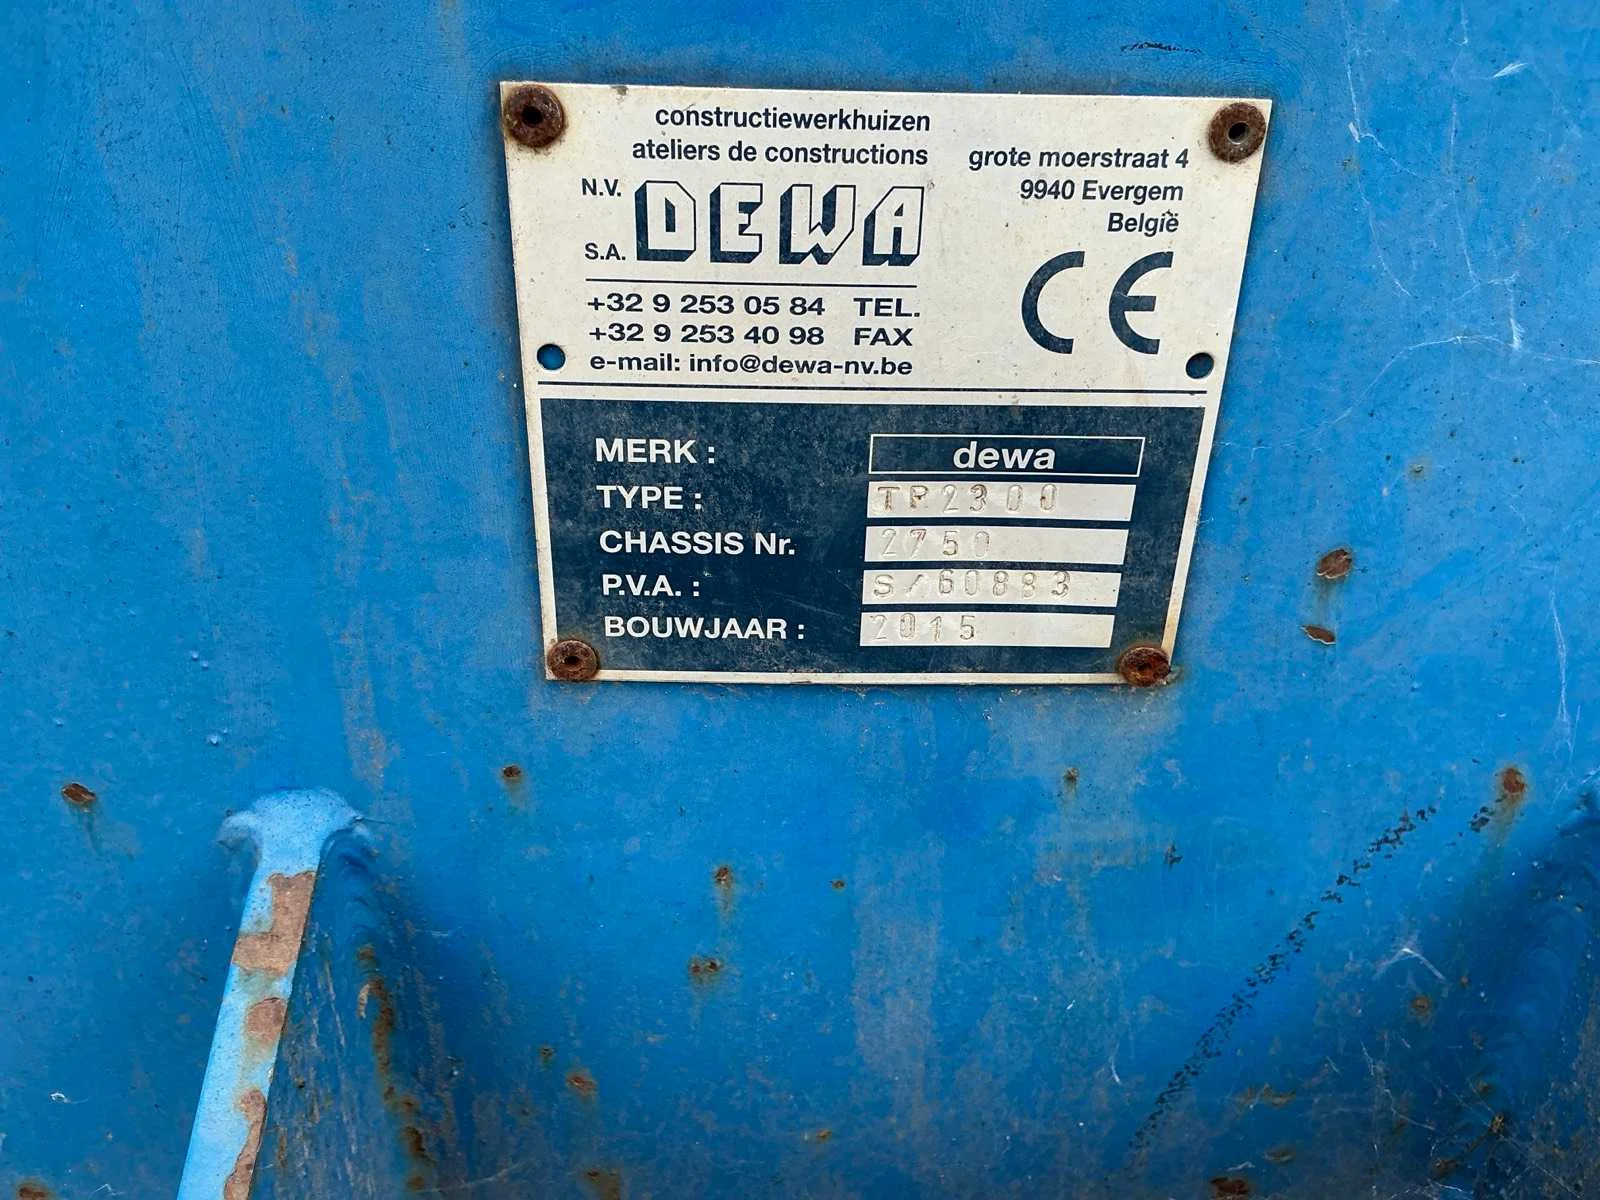 constructiewerkhuizen
ateliers de constructions
N.V. DEWA
S.A.
grote moerstraat 4
9940 Evergem
België
+32 9 253 05 84 TEL.
+32 9 253 40 98 FAX
e-mail: info@dewa-nv.be
CE
MERK : dewa
TYPE : TP2300
CHASSIS Nr. 2750
P.V.A. : S/60883
BOUWJAAR : 2015